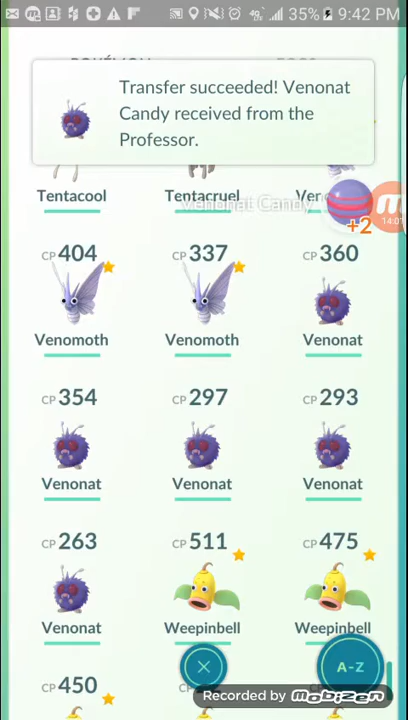 35% 9:42 PM
Transfer succeeded! Venonat
Candy received from the
Professor.
Tentacool Tentacruel
venonat Candy
+2
CP 404 CP 337 CP 360
Venomoth Venomoth Venonat
CP 354 CP 297 CP 293
Venonat Venonat Venonat
CP 263 CP 511 CP 475
Venonat Weepinbell Weepinbell
CP 450
A-Z
Recorded by mobizen